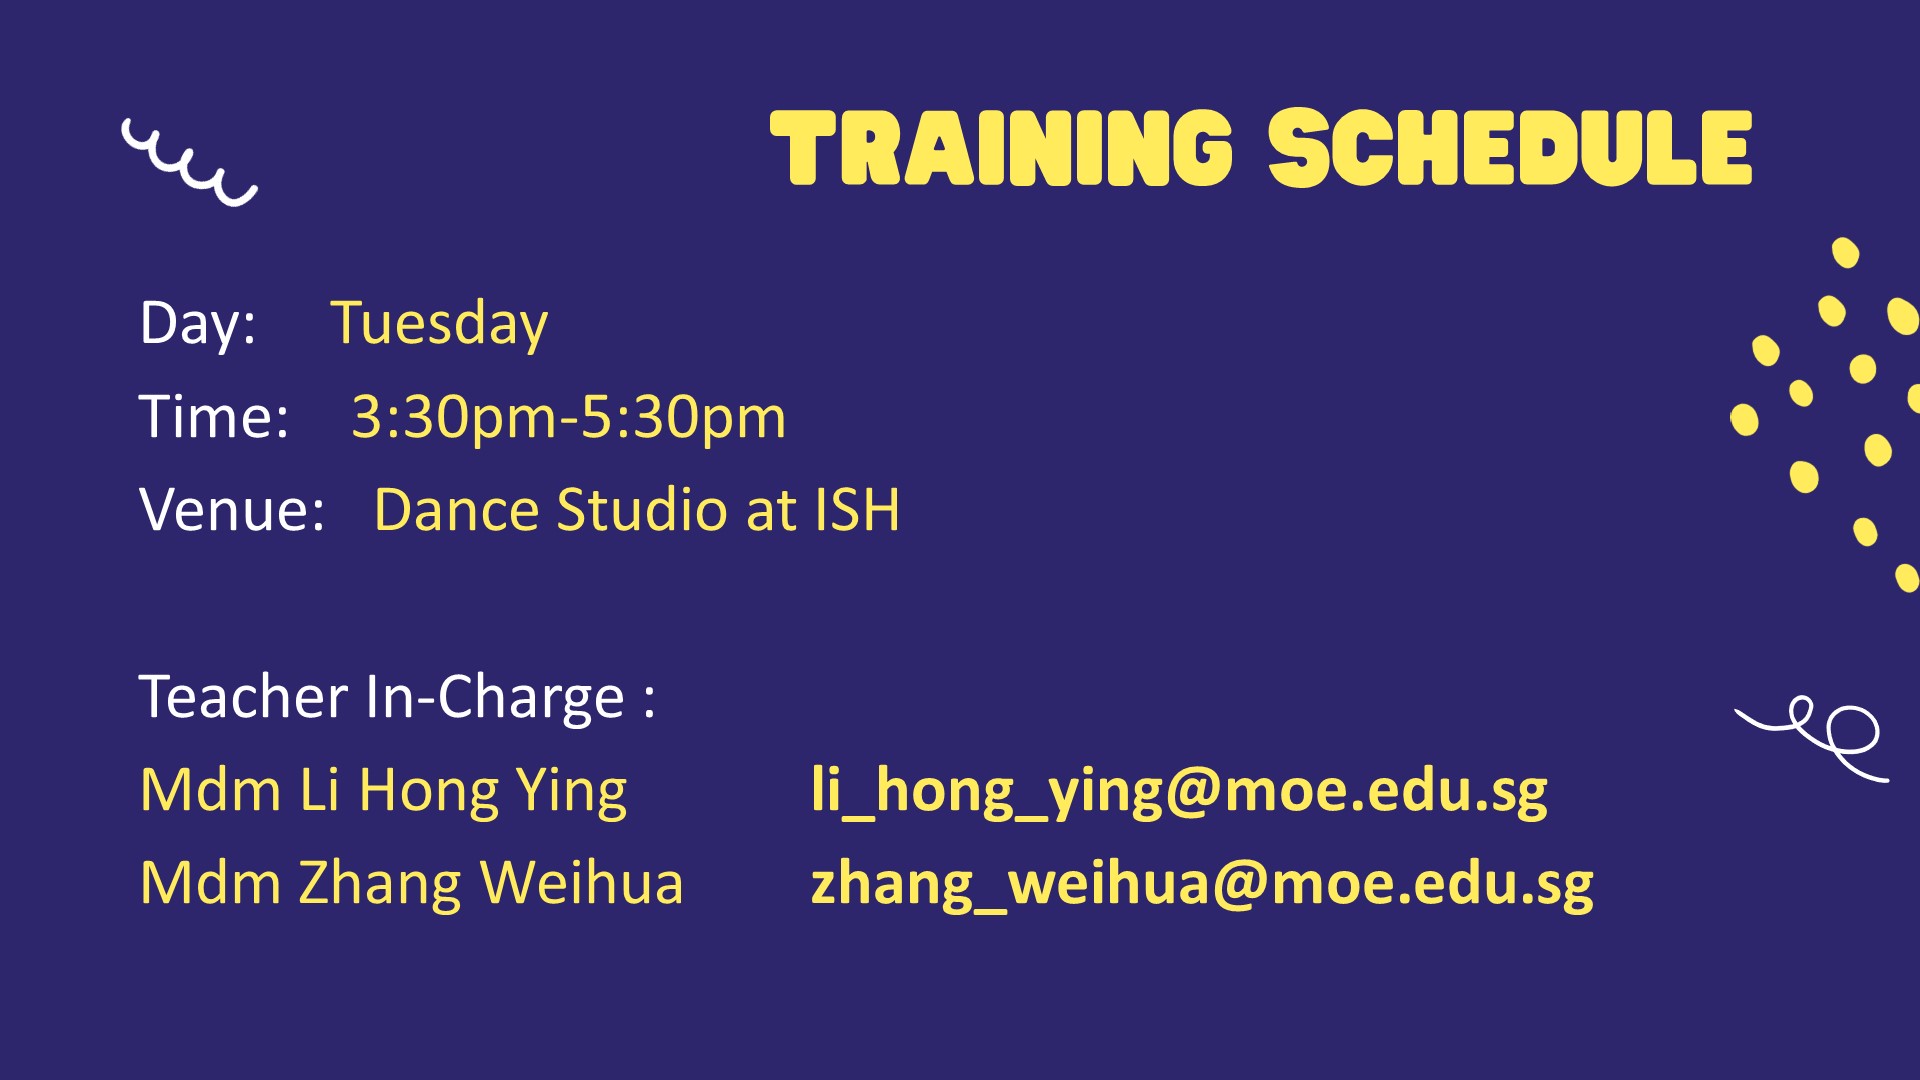 TRAINING SCHEDULE
Day: Tuesday
Time: 3:30pm-5:30pm
Venue: Dance Studio at ISH
Teacher In-Charge :
Mdm Li Hong Ying li_hong_ying@moe.edu.sg
Mdm Zhang Weihua zhang_weihua@moe.edu.sg